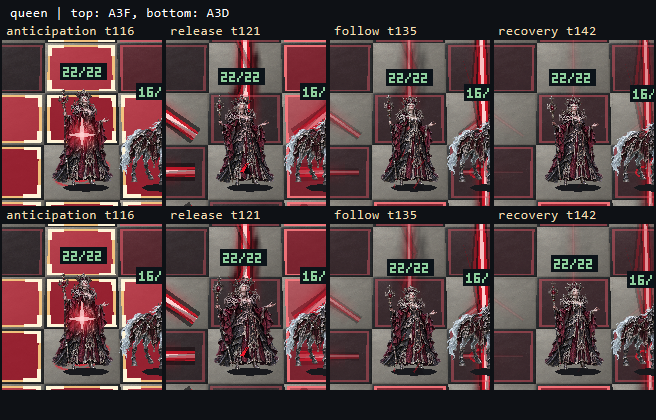 queen | top: A3F, bottom: A3D
anticipation t116 release t121 follow t135 recovery t142
22/22 16/ 22/22 16/ 22/22 16/ 22/22 16/
anticipation t116 release t121 follow t135 recovery t142
22/22 16/ 22/22 16/ 22/22 16/ 22/22 16/